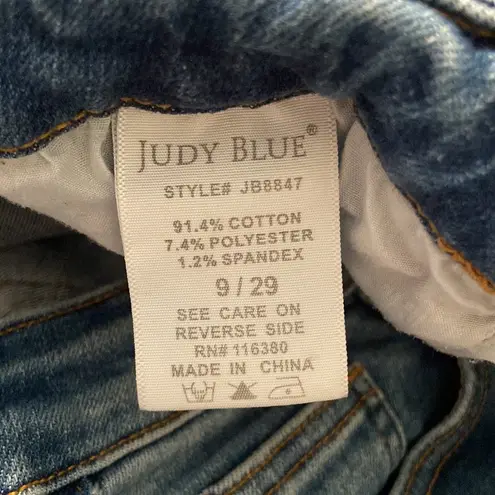 JUDY BLUE®
STYLE# JB8847
91.4% COTTON
7.4% POLYESTER
1.2% SPANDEX
9 / 29
SEE CARE ON
REVERSE SIDE
RN# 116380
MADE IN CHINA